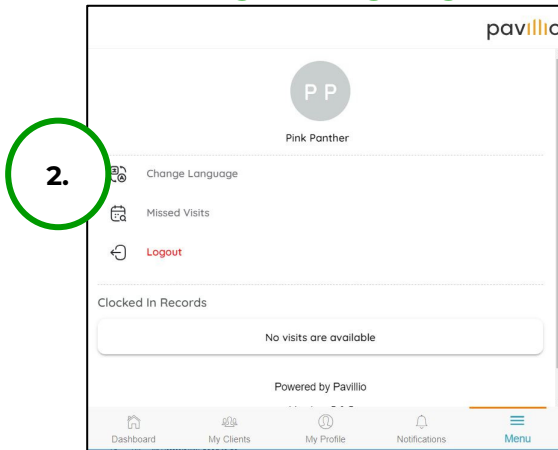 pavillio
P P
Pink Panther
2.
Change Language
Missed Visits
Logout
Clocked In Records
No visits are available
Powered by Pavillio
Dashboard
My Clients
My Profile
Notifications
Menu